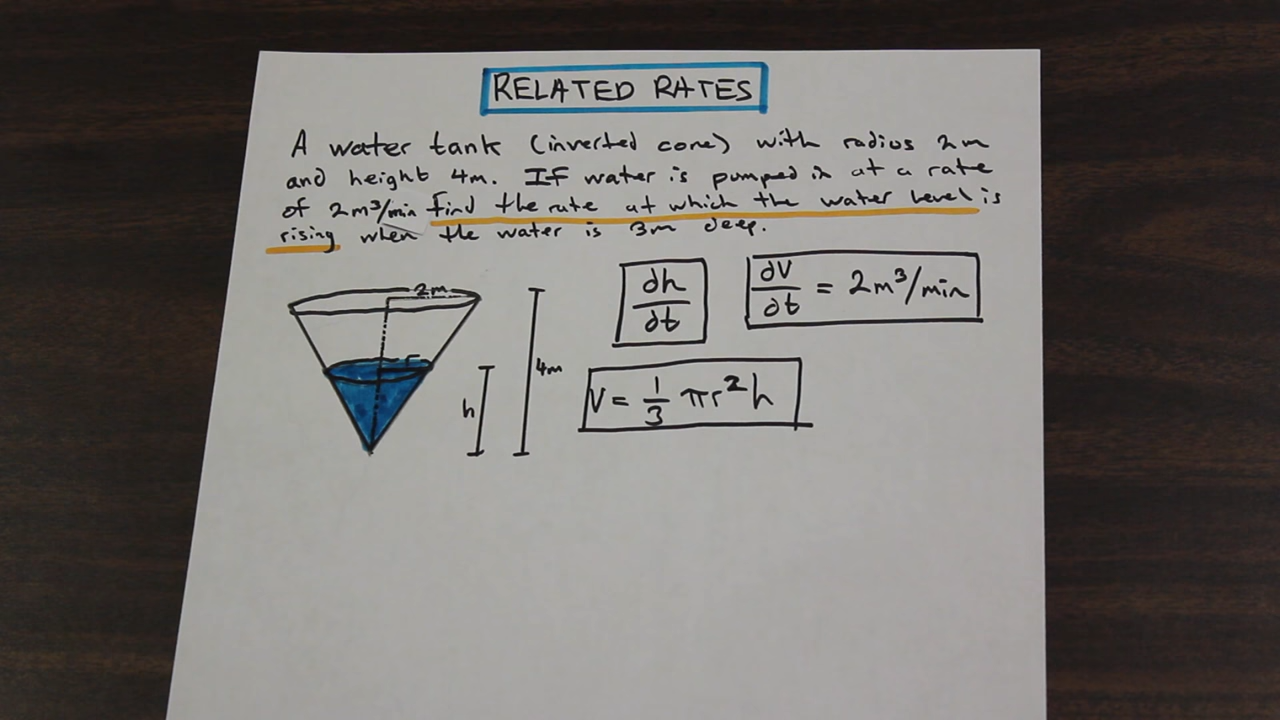 RELATED RATES
A water tank (inverted cone) with radius 2m
and height 4m. If water is pumped in at a rate
of 2m³/min find the rate at which the water level is
rising when the water is 3m deep.
2m
r
h
4m
dh/dt
dV/dt = 2m³/min
V = 1/3 πr²h